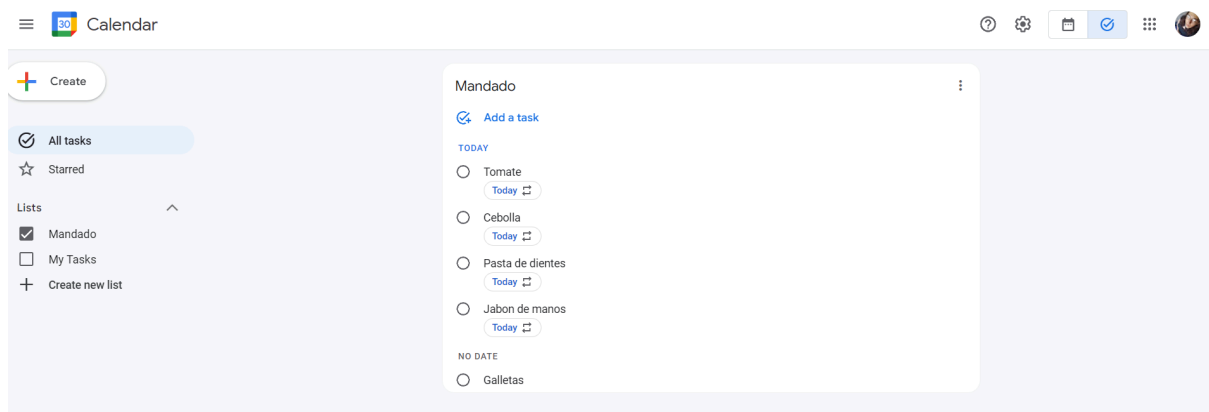 30 Calendar
Create
All tasks
Starred
Lists
Mandado
My Tasks
Create new list
Mandado
Add a task
TODAY
Tomate
Today
Cebolla
Today
Pasta de dientes
Today
Jabon de manos
Today
NO DATE
Galletas